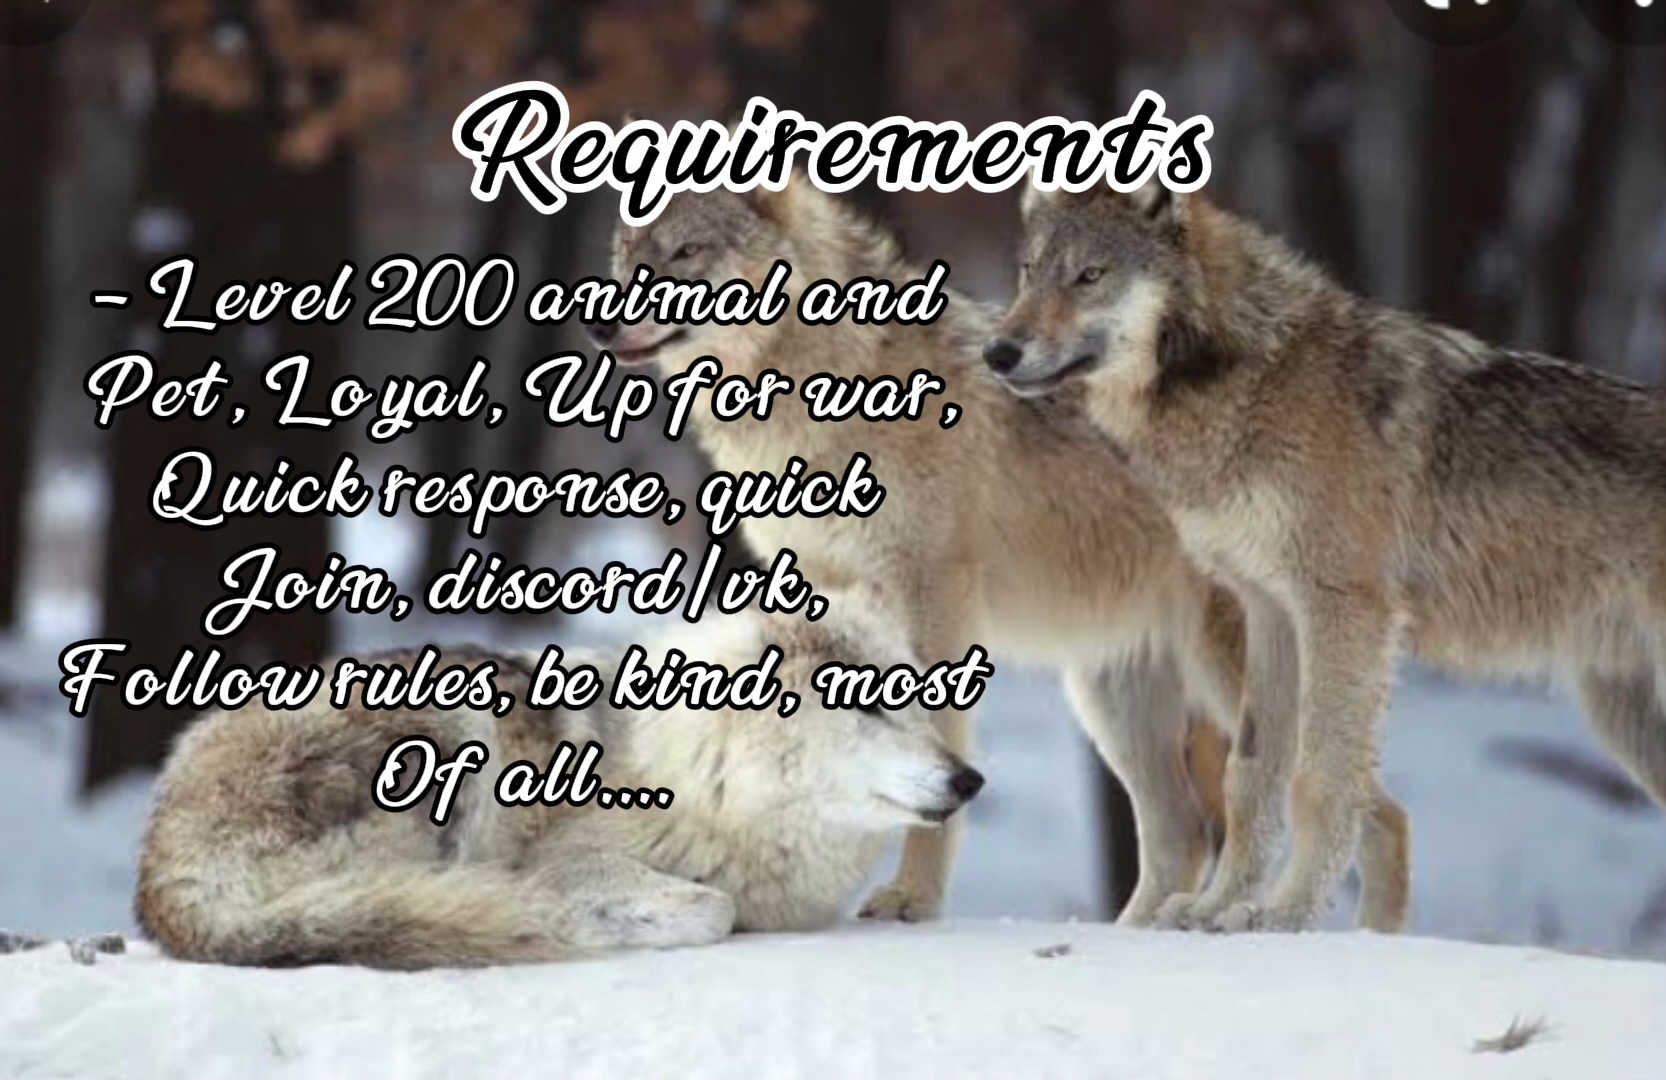 Requirements
- Level 200 animal and
Pet, Loyal, Up for war,
Quick response, quick
Join, discord/vk,
Follow rules, be kind, most
Of all....